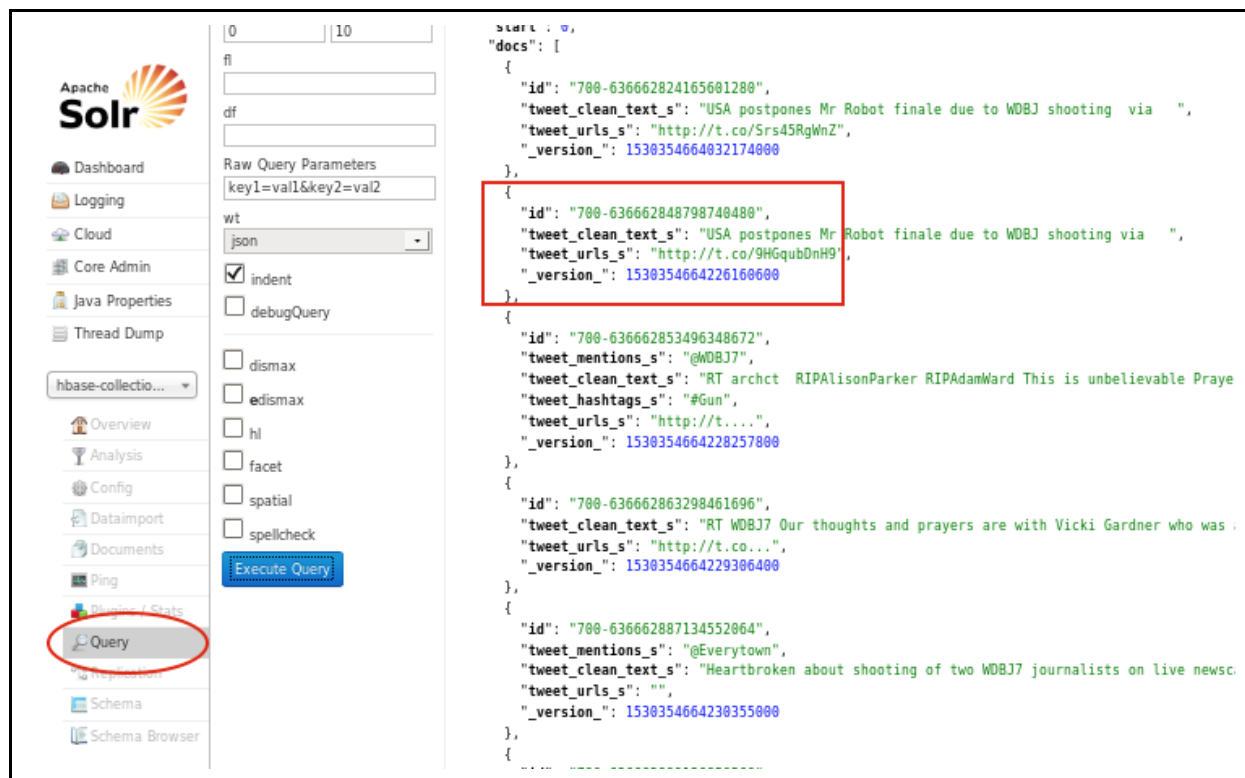 Apache
Solr
Dashboard
Logging
Cloud
Core Admin
Java Properties
Thread Dump
hbase-collectio...
Overview
Analysis
Config
Dataimport
Documents
Ping
Plugins / Stats
Query
Replication
Schema
Schema Browser
0 10
fl
df
Raw Query Parameters
key1=val1&key2=val2
wt
json
indent
debugQuery
dismax
edismax
hl
facet
spatial
spellcheck
Execute Query
"start": 0,
"docs": [
{
"id": "700-636662824165601280",
"tweet_clean_text_s": "USA postpones Mr Robot finale due to WDBJ shooting  via   ",
"tweet_urls_s": "http://t.co/Srs45RgWnZ",
"_version_": 1530354664032174000
},
{
"id": "700-636662848798740480",
"tweet_clean_text_s": "USA postpones Mr Robot finale due to WDBJ shooting via   ",
"tweet_urls_s": "http://t.co/9HGqubDnH9",
"_version_": 1530354664226160600
},
{
"id": "700-636662853496348672",
"tweet_mentions_s": "@WDBJ7",
"tweet_clean_text_s": "RT archct  RIPAlisonParker RIPAdamWard This is unbelievable Praye
"tweet_hashtags_s": "#Gun",
"tweet_urls_s": "http://t....",
"_version_": 1530354664228257800
},
{
"id": "700-636662863298461696",
"tweet_clean_text_s": "RT WDBJ7 Our thoughts and prayers are with Vicki Gardner who was
"tweet_urls_s": "http://t.co...",
"_version_": 1530354664229306400
},
{
"id": "700-636662887134552064",
"tweet_mentions_s": "@Everytown",
"tweet_clean_text_s": "Heartbroken about shooting of two WDBJ7 journalists on live newsc
"tweet_urls_s": "",
"_version_": 1530354664230355000
},
{